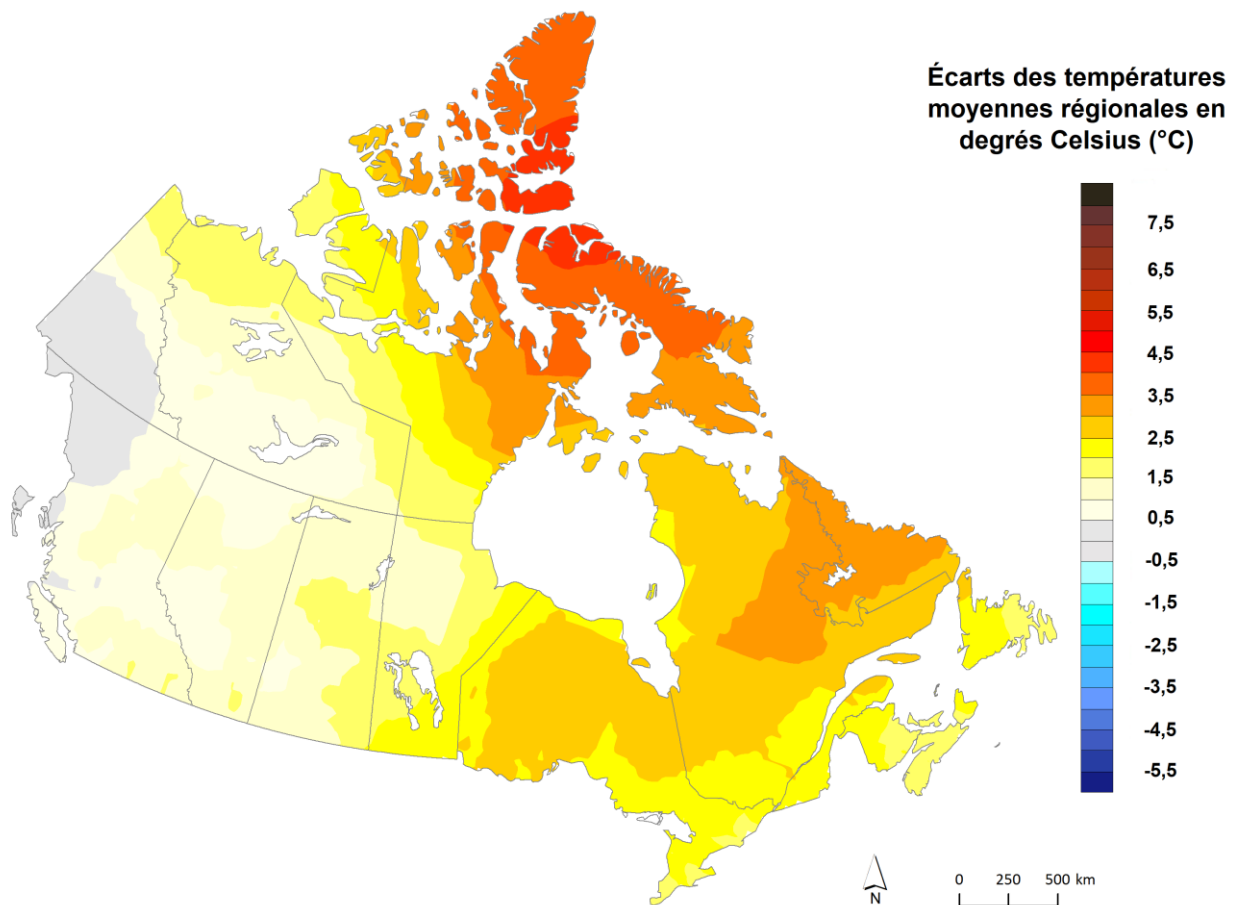 Écarts des températures
moyennes régionales en
degrés Celsius (°C)
7,5
6,5
5,5
4,5
3,5
2,5
1,5
0,5
-0,5
-1,5
-2,5
-3,5
-4,5
-5,5
N
0 250 500 km